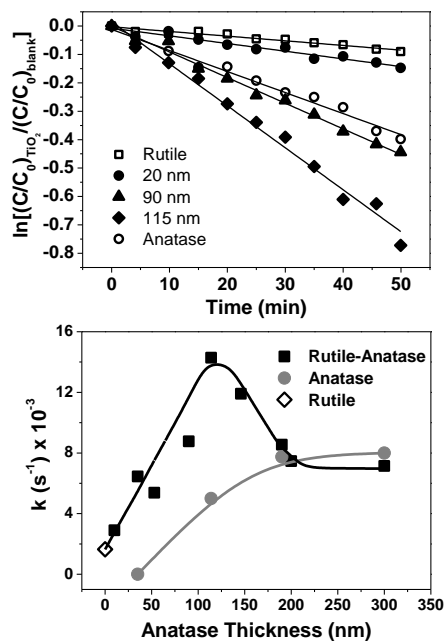 0.0
-0.1
-0.2
-0.3
-0.4
-0.5
-0.6
-0.7
-0.8
ln[(C/C₀)TiO₂/(C/C₀)blank]
Rutile
20 nm
90 nm
115 nm
Anatase
0 10 20 30 40 50
Time (min)
16
12
8
4
0
k (s⁻¹) x 10⁻³
Rutile-Anatase
Anatase
Rutile
0 50 100 150 200 250 300 350
Anatase Thickness (nm)